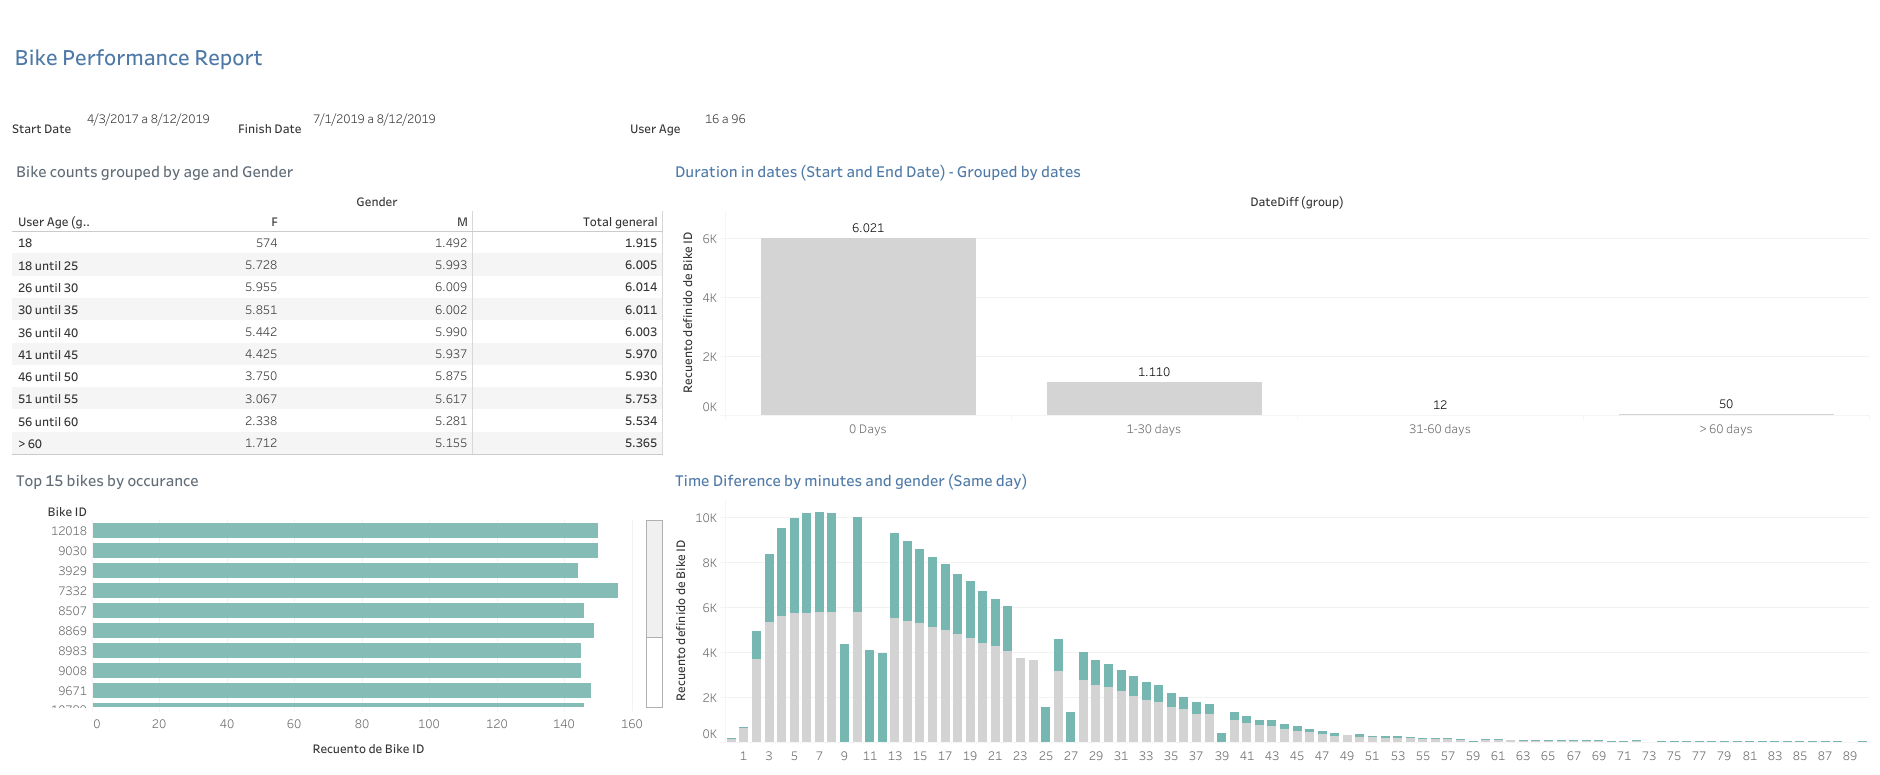 Bike Performance Report
Start Date 4/3/2017 a 8/12/2019 Finish Date 7/1/2019 a 8/12/2019 User Age 16 a 96
Bike counts grouped by age and Gender
Gender
User Age (g.. F M Total general
18 574 1.492 1.915
18 until 25 5.728 5.993 6.005
26 until 30 5.955 6.009 6.014
30 until 35 5.851 6.002 6.011
36 until 40 5.442 5.990 6.003
41 until 45 4.425 5.937 5.970
46 until 50 3.750 5.875 5.930
51 until 55 3.067 5.617 5.753
56 until 60 2.338 5.281 5.534
> 60 1.712 5.155 5.365
Duration in dates (Start and End Date) - Grouped by dates
DateDiff (group)
Recuento definido de Bike ID
6K
4K
2K
0K
6.021
1.110
12
50
0 Days 1-30 days 31-60 days > 60 days
Top 15 bikes by occurance
Bike ID
12018
9030
3929
7332
8507
8869
8983
9008
9671
0 20 40 60 80 100 120 140 160
Recuento de Bike ID
Time Diference by minutes and gender (Same day)
Recuento definido de Bike ID
10K
8K
6K
4K
2K
0K
1 3 5 7 9 11 13 15 17 19 21 23 25 27 29 31 33 35 37 39 41 43 45 47 49 51 53 55 57 59 61 63 65 67 69 71 73 75 77 79 81 83 85 87 89